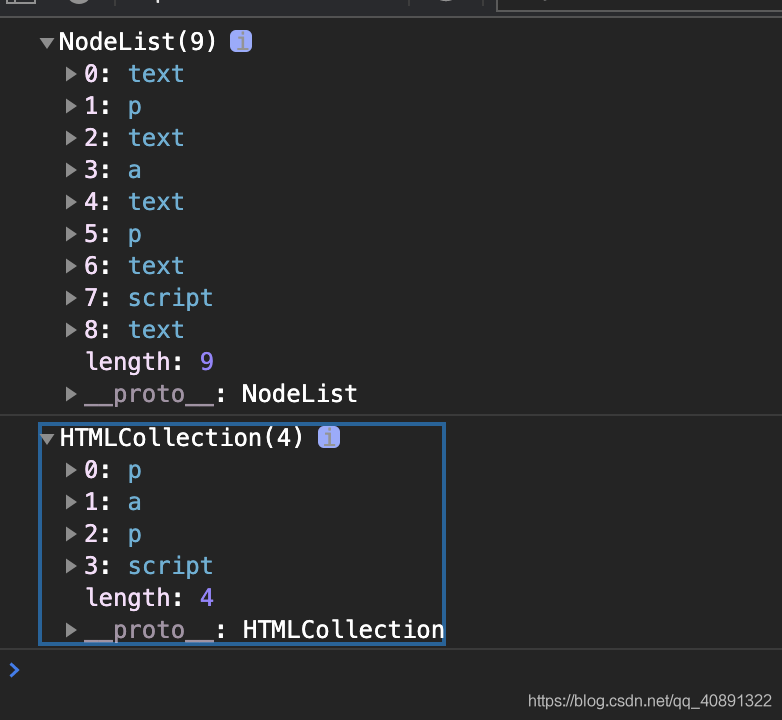 NodeList(9) i
0: text
1: p
2: text
3: a
4: text
5: p
6: text
7: script
8: text
length: 9
__proto__: NodeList
HTMLCollection(4) i
0: p
1: a
2: p
3: script
length: 4
__proto__: HTMLCollection
https://blog.csdn.net/qq_40891322